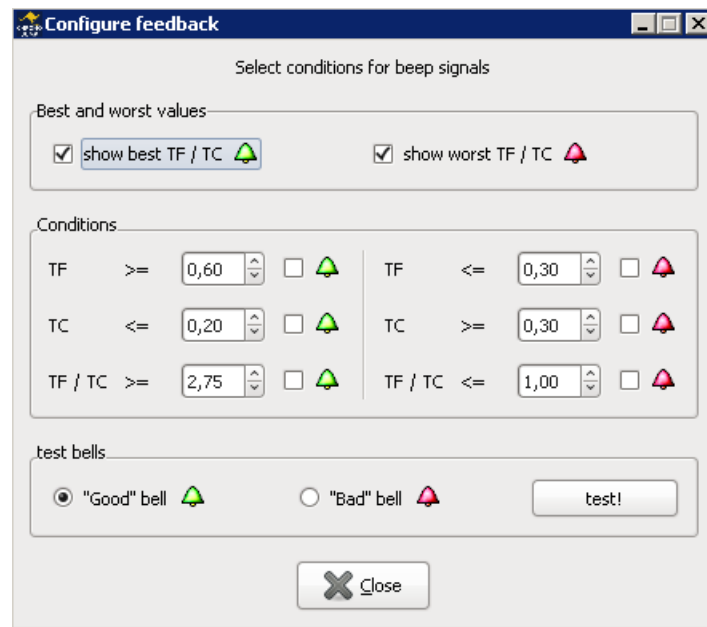 Configure feedback
Select conditions for beep signals
Best and worst values
show best TF / TC show worst TF / TC
Conditions
TF >= 0,60 TF <= 0,30
TC <= 0,20 TC >= 0,30
TF / TC >= 2,75 TF / TC <= 1,00
test bells
"Good" bell "Bad" bell test!
Close